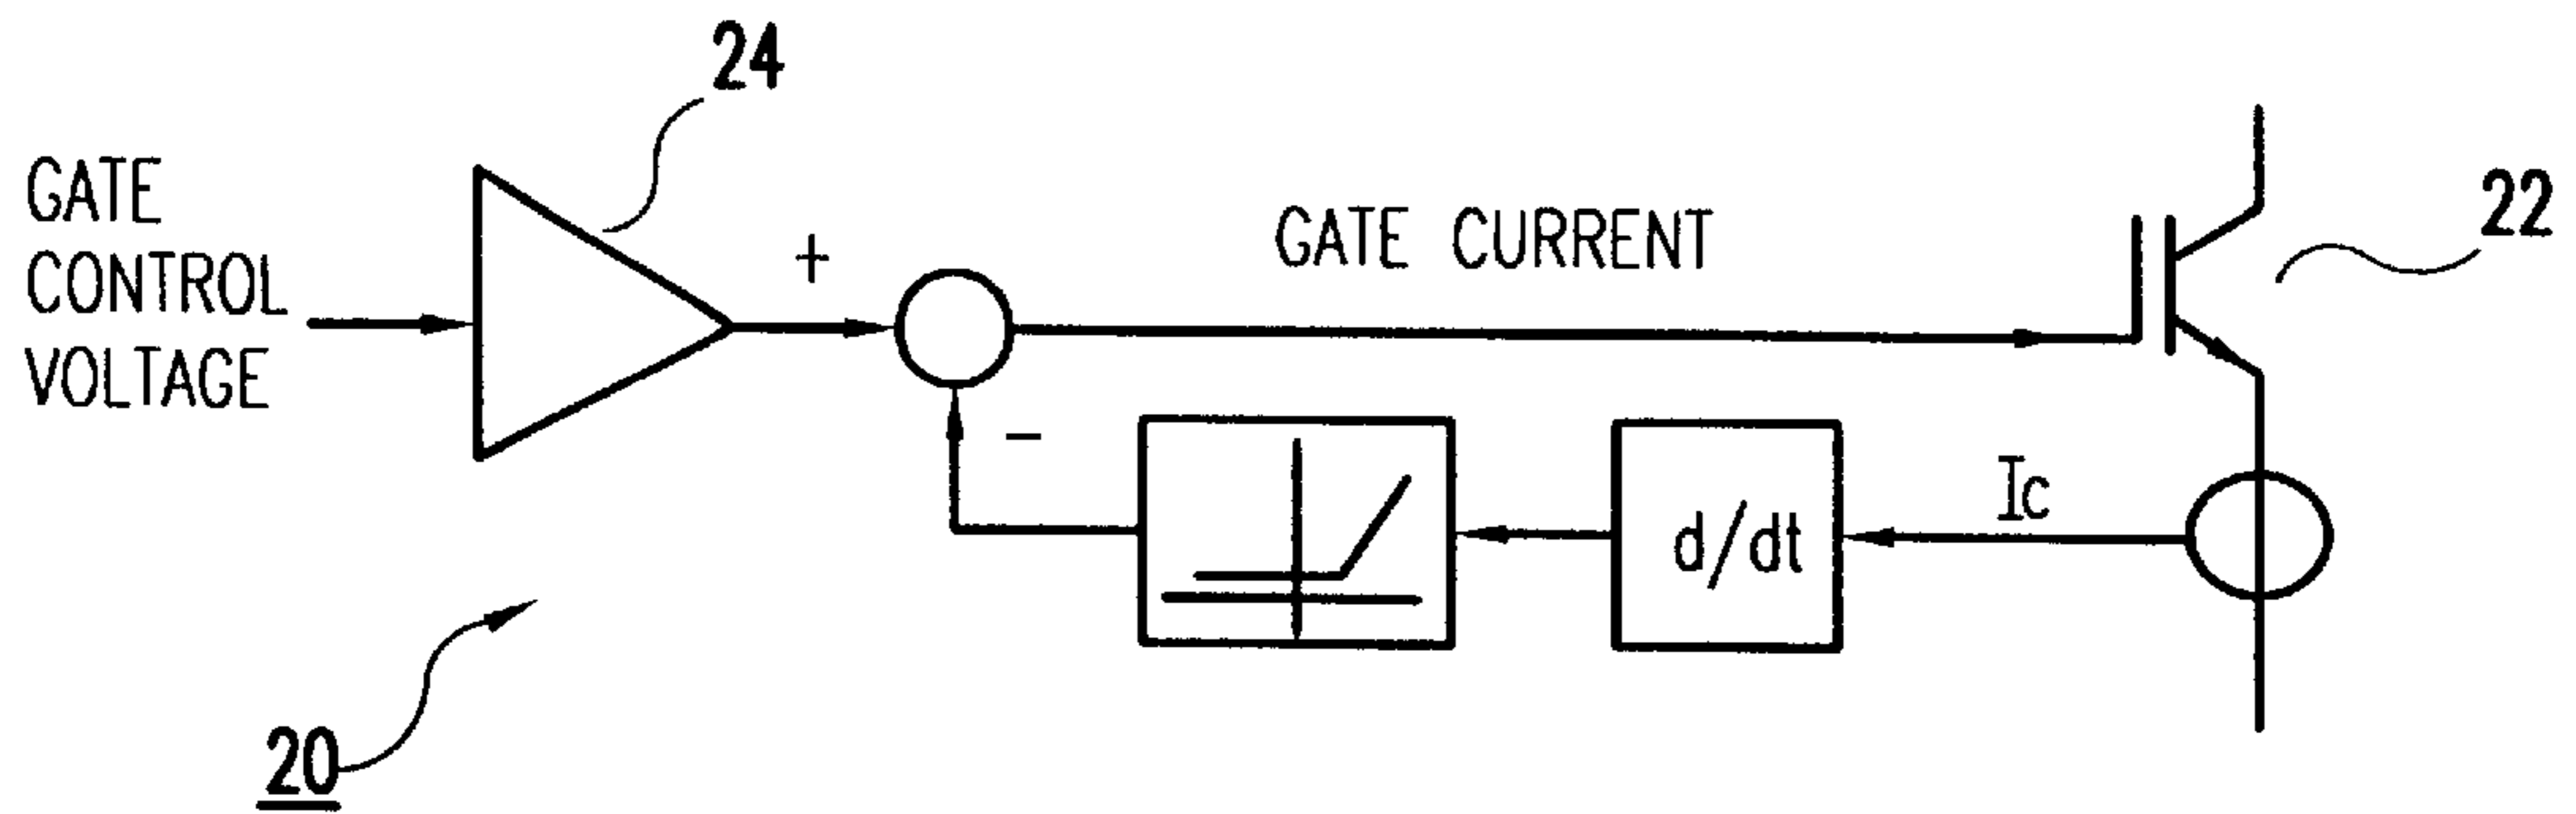 24
GATE
CONTROL
VOLTAGE
+
GATE CURRENT
22
-
d/dt
Ic
20